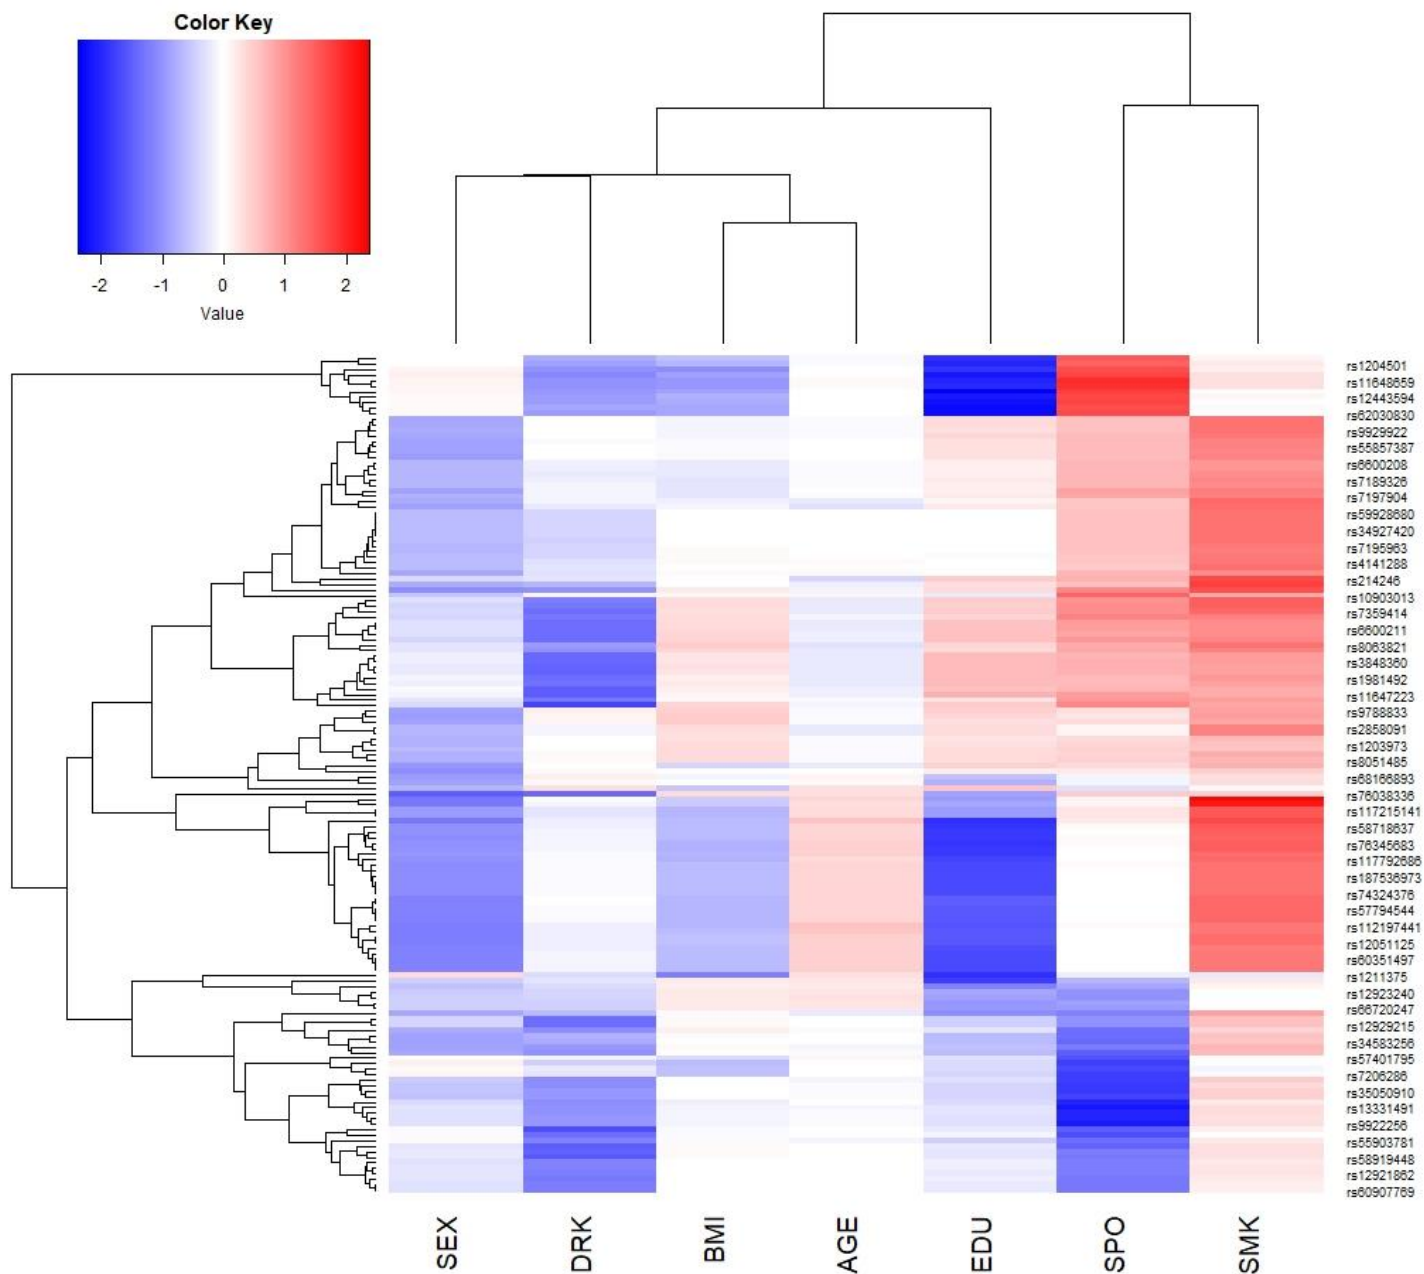 Color Key
-2 -1 0 1 2
Value
rs1204501
rs11648659
rs12443594
rs62030830
rs9929922
rs55857387
rs6600208
rs7189326
rs7197904
rs59928680
rs34927420
rs7195963
rs4141288
rs214246
rs10903013
rs7359414
rs6600211
rs8063821
rs3848360
rs1981492
rs11647223
rs9788833
rs2858091
rs1203973
rs8051485
rs68166893
rs76038336
rs117215141
rs58718637
rs76345683
rs117792686
rs187536973
rs74324376
rs57794544
rs112197441
rs12051125
rs60351497
rs1211375
rs12923240
rs66720247
rs12929215
rs34583256
rs57401795
rs7206286
rs35050910
rs13331491
rs9922256
rs55903781
rs58919448
rs12921862
rs60907769
SEX DRK BMI AGE EDU SPO SMK